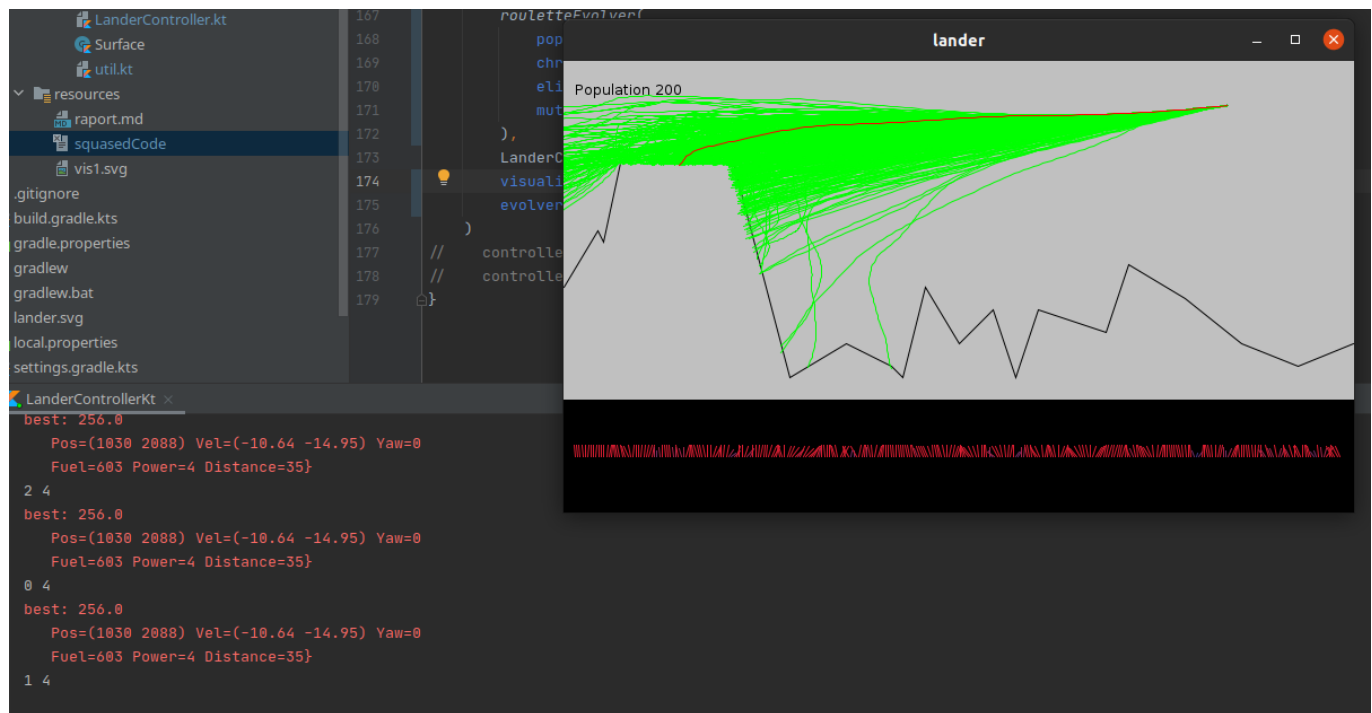 LanderController.kt
Surface
util.kt
resources
raport.md
squasedCode
vis1.svg
.gitignore
build.gradle.kts
gradle.properties
gradlew
gradlew.bat
lander.svg
local.properties
settings.gradle.kts
167 rouletteEvolver(
168 pop
169 chr
170 eli
171 mut
172 ),
173 LanderC
174 visuali
175 evolver
176 )
177 // controlle
178 // controlle
179 }
lander
Population 200
LanderControllerKt
best: 256.0
Pos=(1030 2088) Vel=(-10.64 -14.95) Yaw=0
Fuel=603 Power=4 Distance=35}
2 4
best: 256.0
Pos=(1030 2088) Vel=(-10.64 -14.95) Yaw=0
Fuel=603 Power=4 Distance=35}
0 4
best: 256.0
Pos=(1030 2088) Vel=(-10.64 -14.95) Yaw=0
Fuel=603 Power=4 Distance=35}
1 4